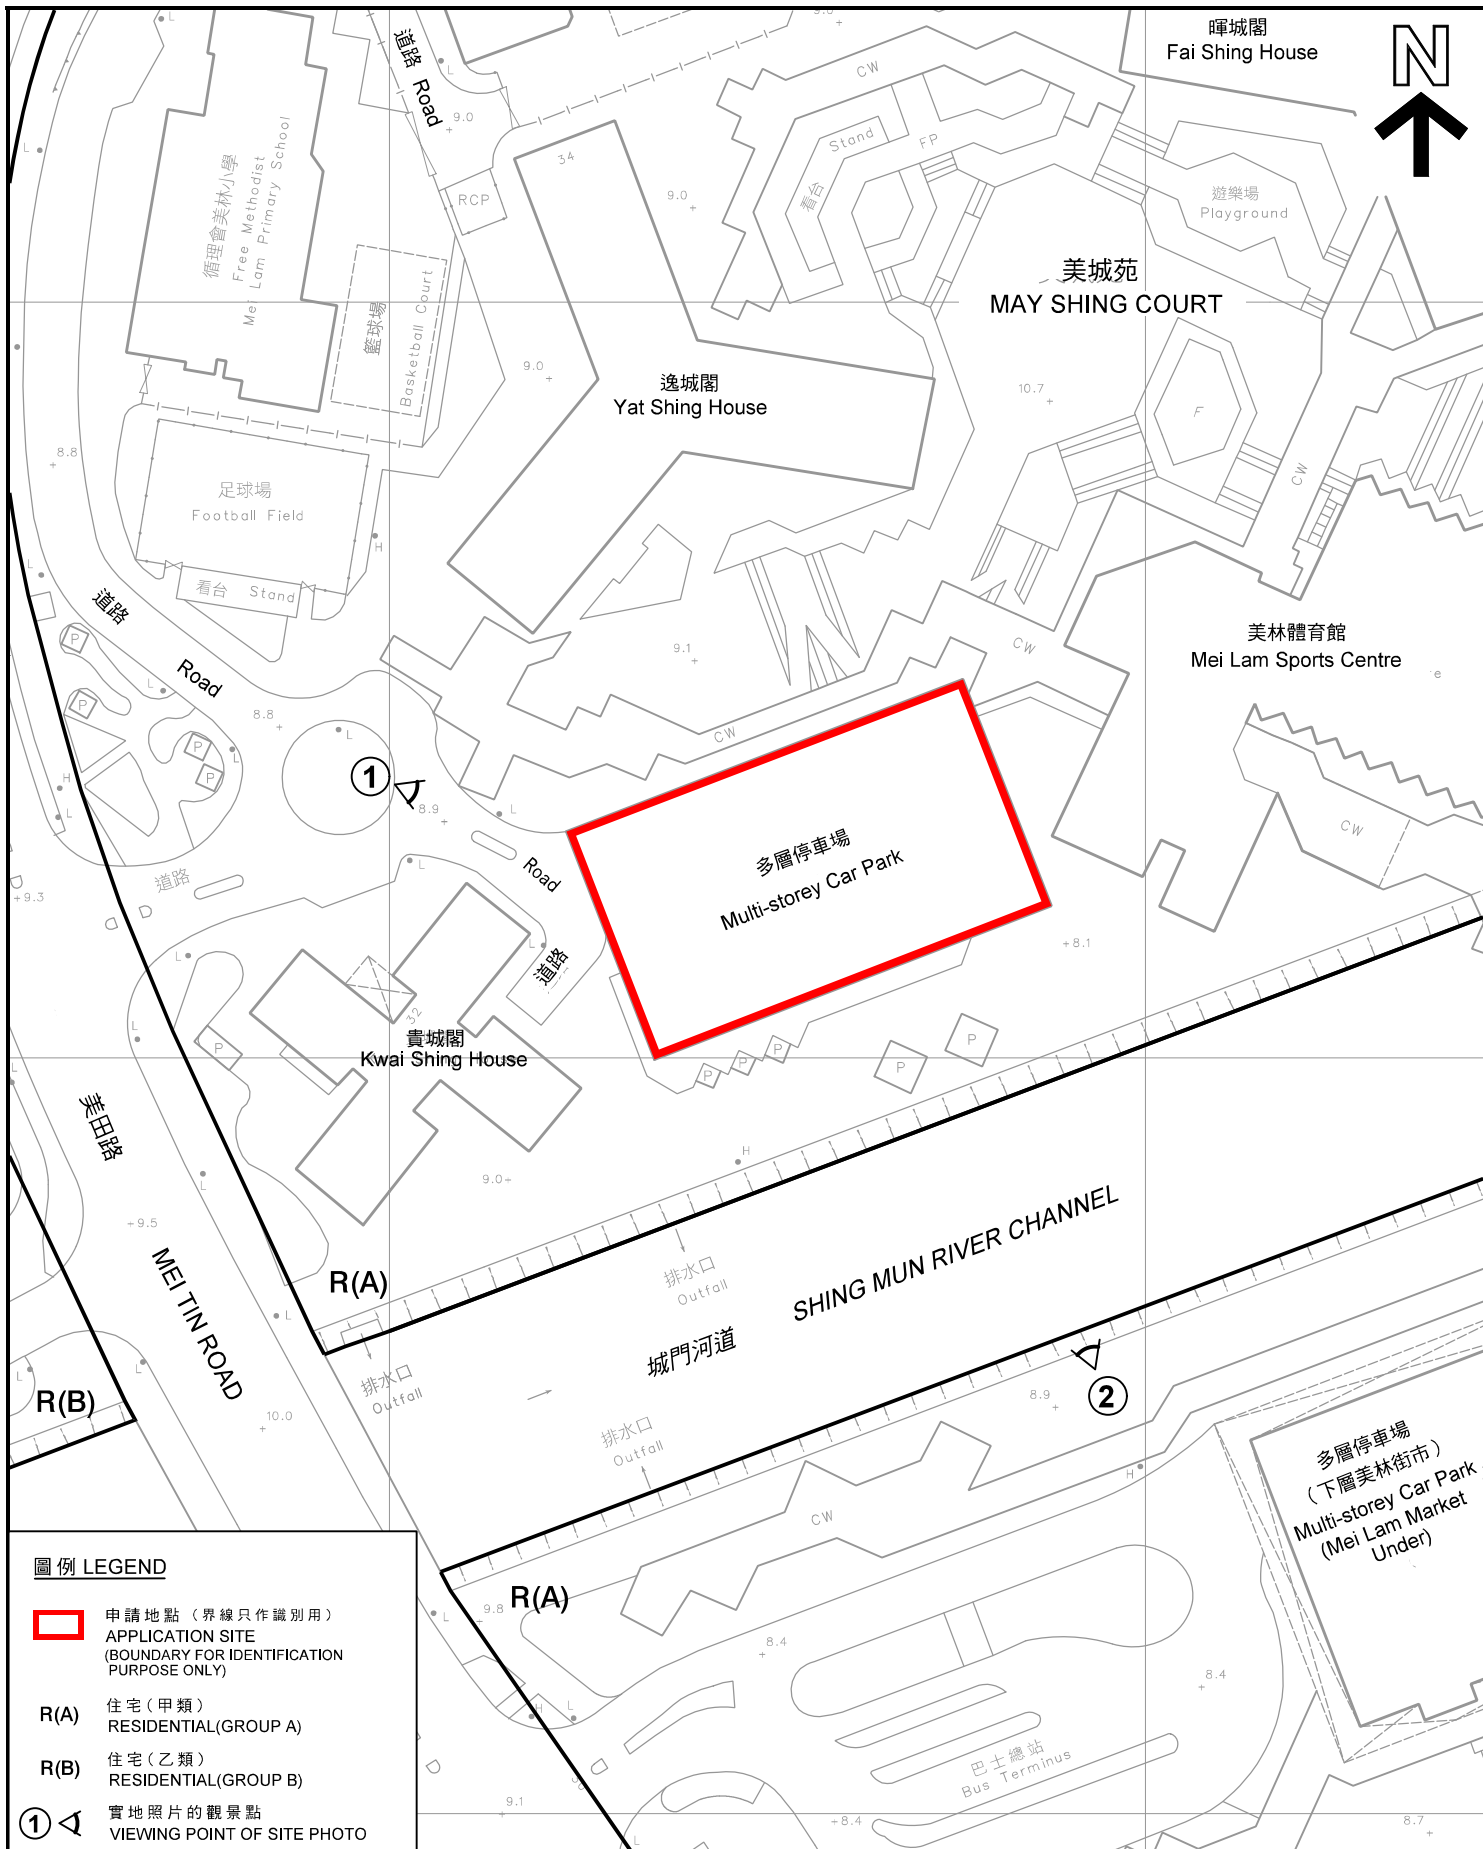 暉城閣
Fai Shing House
N
道路 Road
CW
9.0
9.0
34
RCP
9.0
看台 Stand
FP
遊樂場
Playground
循理會美林小學
Free Methodist
Mei Lam Primary School
籃球場
Basketball Court
美城苑
MAY SHING COURT
9.0
逸城閣
Yat Shing House
10.7
F
CW
8.8
足球場
Football Field
H
看台 Stand
道路
Road
P
P
P
P
L
L
8.8
9.1
CW
CW
美林體育館
Mei Lam Sports Centre
1
8.9
L
多層停車場
Multi-storey Car Park
Road
道路
道路
9.3
8.1
CW
32
貴城閣
Kwai Shing House
P
P
P
P
P
P
美田路
MEI TIN ROAD
9.5
9.0
H
R(A)
排水口
Outfall
城門河道
SHING MUN RIVER CHANNEL
排水口
Outfall
排水口
Outfall
2
8.9
R(B)
10.0
多層停車場
（下層美林街市）
Multi-storey Car Park
(Mei Lam Market
Under)
H
CW
R(A)
9.8
8.4
8.4
巴士總站
Bus Terminus
9.1
8.4
8.7
圖例 LEGEND
申請地點（界線只作識別用）
APPLICATION SITE
(BOUNDARY FOR IDENTIFICATION
PURPOSE ONLY)
R(A) 住宅（甲類）
RESIDENTIAL(GROUP A)
R(B) 住宅（乙類）
RESIDENTIAL(GROUP B)
1 實地照片的觀景點
VIEWING POINT OF SITE PHOTO